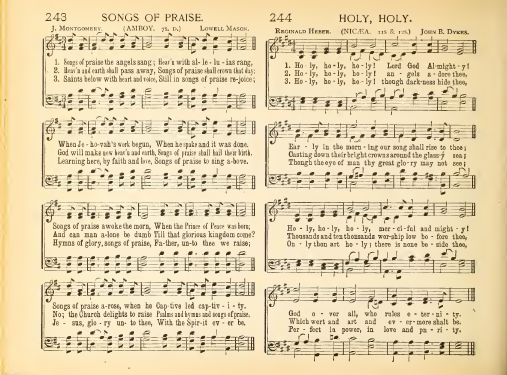 243 SONGS OF PRAISE.
J. MONTGOMERY. (AMBOY. 7s, D.) LOWELL MASON.
1. Songs of praise the angels sang; Heav'n with al-le-lu-ias rang,
2. Heav'n and earth shall pass away, Songs of praise shall crown that day;
3. Saints below with heart and voice, Still in songs of praise re-joice;
When Je-ho-vah's work begun, When he spake and it was done.
God will make new heav'n and earth, Songs of praise shall hail their birth.
Learning here, by faith and love, Songs of praise to sing a-bove.
Songs of praise awoke the morn, When the Prince of Peace was born;
And can man a-lone be dumb Till that glorious kingdom come?
Hymns of glory, songs of praise, Fa-ther, un-to thee we raise;
Songs of praise a-rose, when he Cap-tive led cap-tiv-i-ty.
No; the Church delights to raise Psalms and hymns and songs of praise.
Je-sus, glo-ry un-to thee, With the Spir-it ev-er be.
244 HOLY, HOLY.
REGINALD HEBER. (NICÆA. 11s & 12s.) JOHN B. DYKES.
1. Ho-ly, ho-ly, ho-ly! Lord God Al-might-y!
2. Ho-ly, ho-ly, ho-ly! an-gels a-dore thee,
3. Ho-ly, ho-ly, ho-ly! though dark-ness hide thee,
Ear-ly in the morn-ing our song shall rise to thee;
Casting down their bright crowns around the glass-y sea;
Though the eye of man thy great glo-ry may not see;
Ho-ly, ho-ly, ho-ly, mer-ci-ful and might-y!
Thousands and ten thousands wor-ship low be-fore thee,
On-ly thou art ho-ly; there is none be-side thee,
God o-ver all, who rules e-ter-ni-ty.
Which wert and art and ev-er-more shall be.
Per-fect in power, in love and pu-ri-ty.